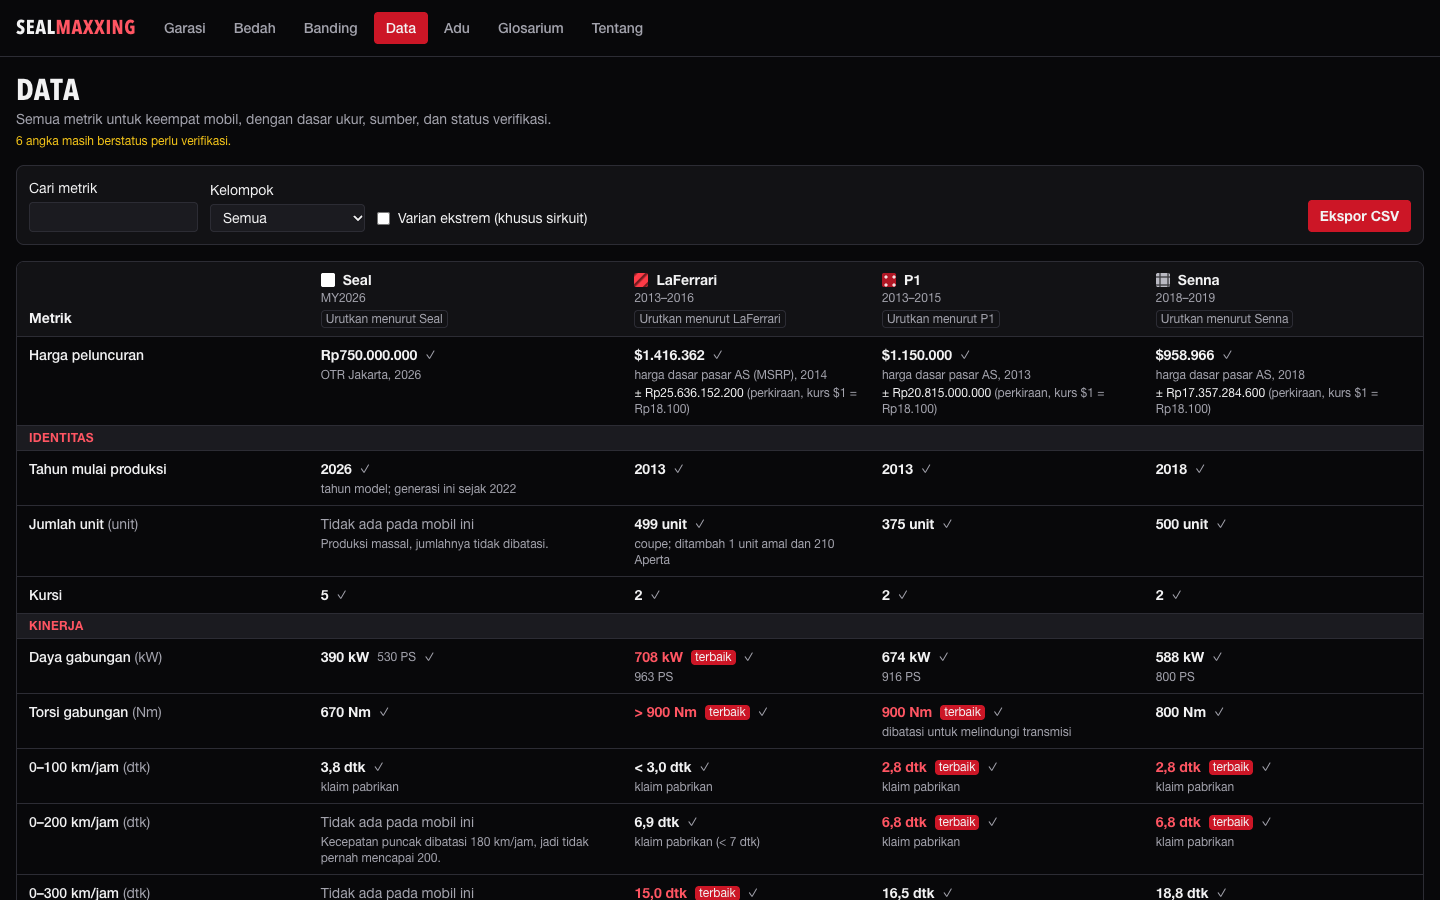 SEALMAXXING Garasi Bedah Banding Data Adu Glosarium Tentang
DATA
Semua metrik untuk keempat mobil, dengan dasar ukur, sumber, dan status verifikasi.
6 angka masih berstatus perlu verifikasi.
Cari metrik
Kelompok
Semua
Varian ekstrem (khusus sirkuit)
Ekspor CSV
Metrik
Seal
MY2026
Urutkan menurut Seal
LaFerrari
2013–2016
Urutkan menurut LaFerrari
P1
2013–2015
Urutkan menurut P1
Senna
2018–2019
Urutkan menurut Senna
Harga peluncuran
Rp750.000.000 ✓
OTR Jakarta, 2026
$1.416.362 ✓
harga dasar pasar AS (MSRP), 2014
± Rp25.636.152.200 (perkiraan, kurs $1 =
Rp18.100)
$1.150.000 ✓
harga dasar pasar AS, 2013
± Rp20.815.000.000 (perkiraan, kurs $1 =
Rp18.100)
$958.966 ✓
harga dasar pasar AS, 2018
± Rp17.357.284.600 (perkiraan, kurs $1 =
Rp18.100)
IDENTITAS
Tahun mulai produksi
2026 ✓
tahun model; generasi ini sejak 2022
2013 ✓
2013 ✓
2018 ✓
Jumlah unit (unit)
Tidak ada pada mobil ini
Produksi massal, jumlahnya tidak dibatasi.
499 unit ✓
coupe; ditambah 1 unit amal dan 210
Aperta
375 unit ✓
500 unit ✓
Kursi
5 ✓
2 ✓
2 ✓
2 ✓
KINERJA
Daya gabungan (kW)
390 kW 530 PS ✓
708 kW terbaik ✓
963 PS
674 kW ✓
916 PS
588 kW ✓
800 PS
Torsi gabungan (Nm)
670 Nm ✓
> 900 Nm terbaik ✓
900 Nm terbaik ✓
dibatasi untuk melindungi transmisi
800 Nm ✓
0–100 km/jam (dtk)
3,8 dtk ✓
klaim pabrikan
< 3,0 dtk ✓
klaim pabrikan
2,8 dtk terbaik ✓
klaim pabrikan
2,8 dtk terbaik ✓
klaim pabrikan
0–200 km/jam (dtk)
Tidak ada pada mobil ini
Kecepatan puncak dibatasi 180 km/jam, jadi tidak
pernah mencapai 200.
6,9 dtk ✓
klaim pabrikan (< 7 dtk)
6,8 dtk terbaik ✓
klaim pabrikan
6,8 dtk terbaik ✓
klaim pabrikan
0–300 km/jam (dtk)
Tidak ada pada mobil ini
15,0 dtk terbaik ✓
16,5 dtk ✓
18,8 dtk ✓